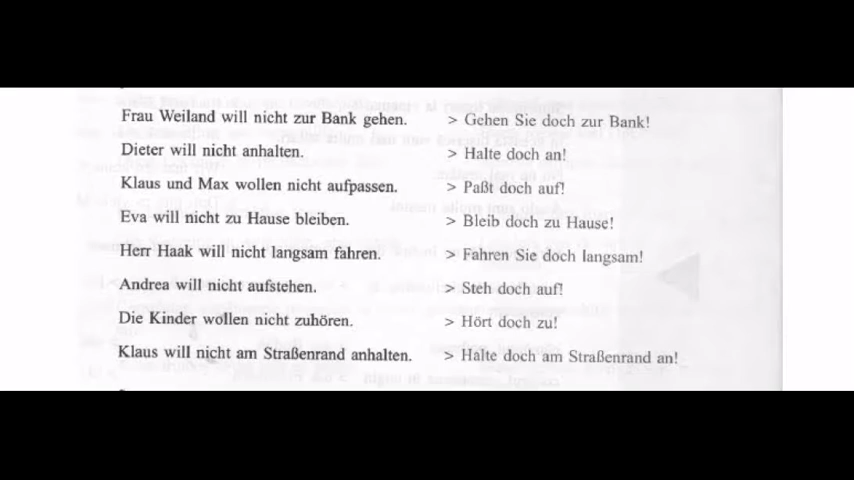 Frau Weiland will nicht zur Bank gehen. > Gehen Sie doch zur Bank!
Dieter will nicht anhalten. > Halte doch an!
Klaus und Max wollen nicht aufpassen. > Paßt doch auf!
Eva will nicht zu Hause bleiben. > Bleib doch zu Hause!
Herr Haak will nicht langsam fahren. > Fahren Sie doch langsam!
Andrea will nicht aufstehen. > Steh doch auf!
Die Kinder wollen nicht zuhören. > Hört doch zu!
Klaus will nicht am Straßenrand anhalten. > Halte doch am Straßenrand an!